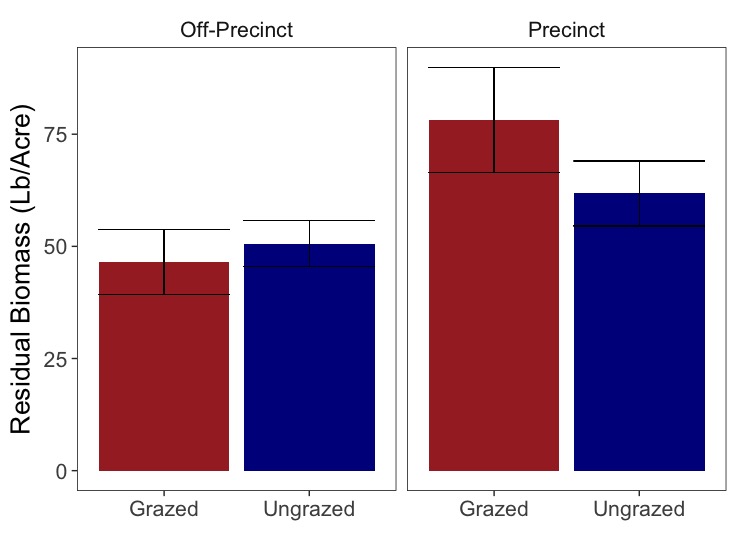 Off-Precinct
Precinct
Residual Biomass (Lb/Acre)
75
50
25
0
Grazed
Ungrazed
Grazed
Ungrazed